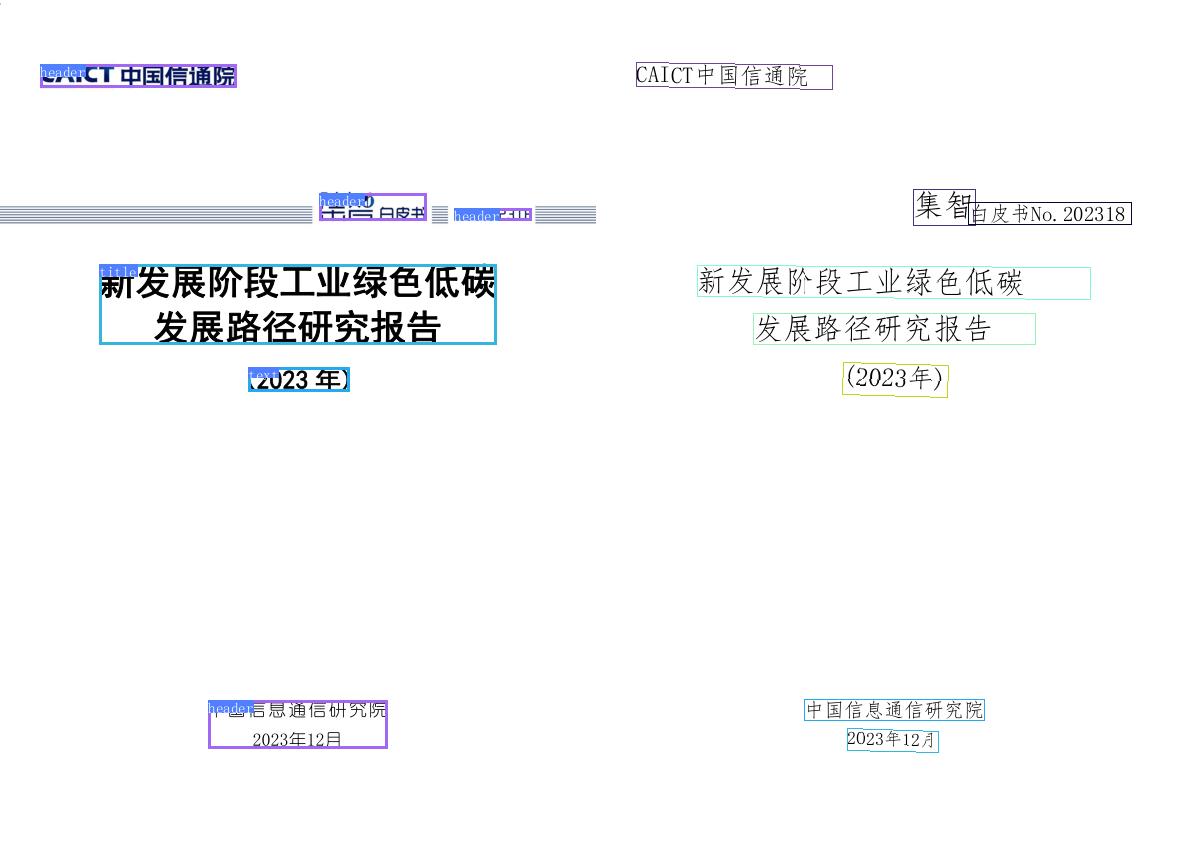 header
CAICT 中国信通院
header
白皮书
header
title
新发展阶段工业绿色低碳
发展路径研究报告
text
(2023 年)
header
中国信息通信研究院
2023年12月
CAICT中国信通院
集智
白皮书No.202318
新发展阶段工业绿色低碳
发展路径研究报告
(2023年)
中国信息通信研究院
2023年12月